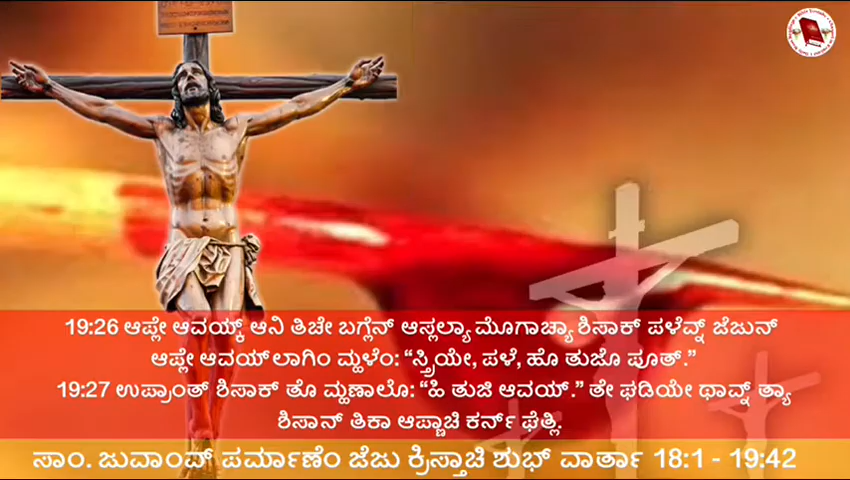 19:26 ಆಪ್ಲೇ ಆವಯ್ಕ್ ಆನಿ ತಿಚೇ ಬಗ್ಲೆನ್ ಆಸ್ಲಲ್ಯಾ ಮೊಗಾಚ್ಯಾ ಶಿಸಾಕ್ ಪಳೆವ್ನ್ ಜೆಜುನ್
ಆಪ್ಲೇ ಆವಯ್‌ಲಾಗಿಂ ಮ್ಹಳೆಂ: “ಸ್ತ್ರಿಯೇ, ಪಳೆ, ಹೊ ತುಜೊ ಪೂತ್.”
19:27 ಉಪ್ರಾಂತ್ ಶಿಸಾಕ್ ತೊ ಮ್ಹಣಾಲೊ: “ಹಿ ತುಜಿ ಆವಯ್.” ತೇ ಘಡಿಯೇ ಥಾವ್ನ್ ತ್ಯಾ
ಶಿಸಾನ್ ತಿಕಾ ಆಪ್ಣಾಚಿ ಕರ್ನ್ ಘೆತ್ಲಿ.
ಸಾಂ. ಜುವಾಂವ್ ಪರ್ಮಾಣೆಂ ಜೆಜು ಕ್ರಿಸ್ತಾಚಿ ಶುಭ್ ವಾರ್ತಾ 18:1 - 19:42